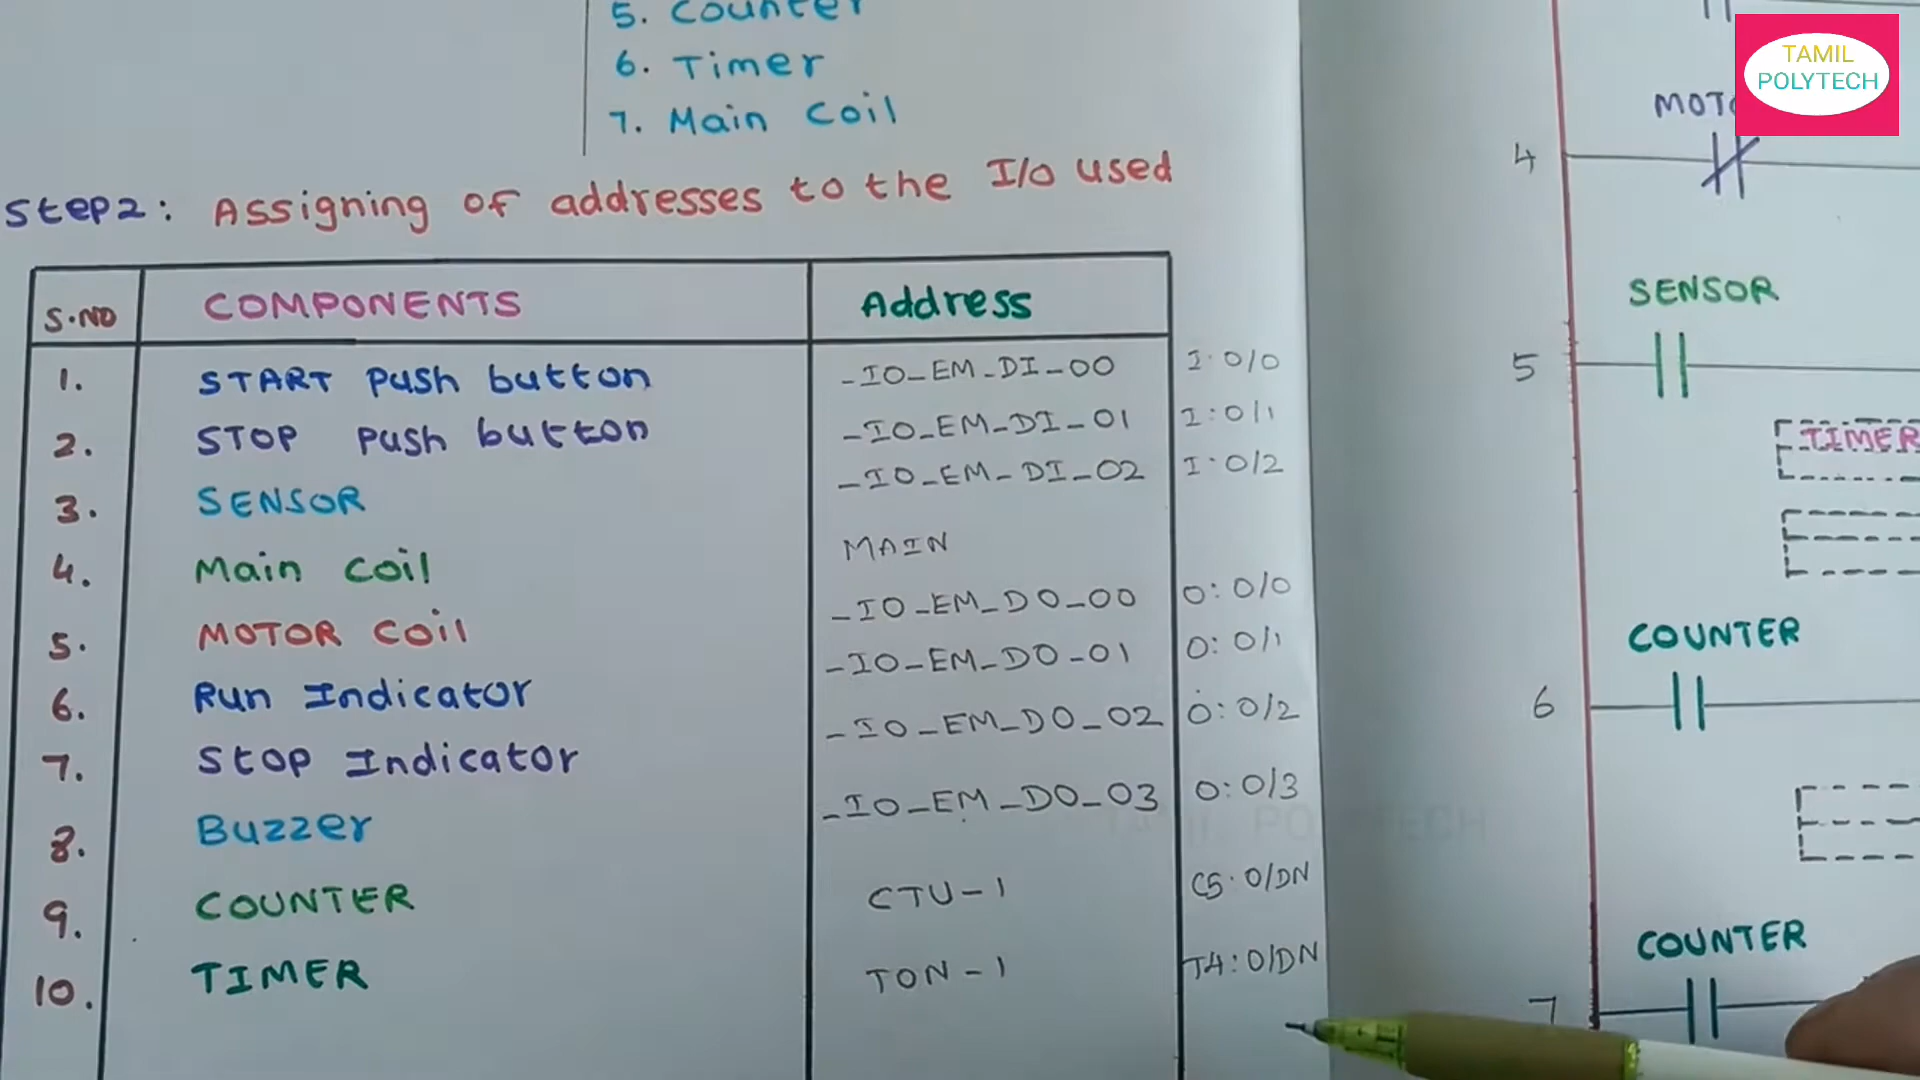 5. Counter
6. Timer
7. Main Coil
Step2: Assigning of addresses to the I/O used
S.NO COMPONENTS Address
1. START Push button _IO_EM_DI_00 I:0/0
2. STOP Push button _IO_EM_DI_01 I:0/1
3. SENSOR _IO_EM_DI_02 I:0/2
4. Main Coil MAIN
5. MOTOR Coil _IO_EM_DO_00 O:0/0
6. Run Indicator _IO_EM_DO_01 O:0/1
7. Stop Indicator _IO_EM_DO_02 O:0/2
8. Buzzer _IO_EM_DO_03 O:0/3
9. COUNTER CTU-1 C5:0/DN
10. TIMER TON-1 T4:0/DN
TAMIL
POLYTECH
4
SENSOR
5
TIMER
COUNTER
6
TAMIL POLYTECH
COUNTER
7